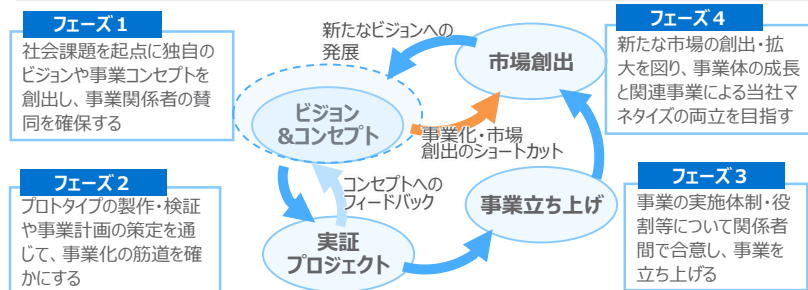 フェーズ1
社会課題を起点に独自の
ビジョンや事業コンセプトを
創出し、事業関係者の賛
同を確保する
フェーズ2
プロトタイプの製作・検証
や事業計画の策定を通
じて、事業化の筋道を確
かにする
新たなビジョンへの
発展
市場創出
ビジョン
&コンセプト
事業化・市場
創出のショートカット
コンセプトへの
フィードバック
事業立ち上げ
実証
プロジェクト
フェーズ4
新たな市場の創出・拡
大を図り、事業体の成長
と関連事業による当社マ
ネタイズの両立を目指す
フェーズ3
事業の実施体制・役
割等について関係者
間で合意し、事業を
立ち上げる